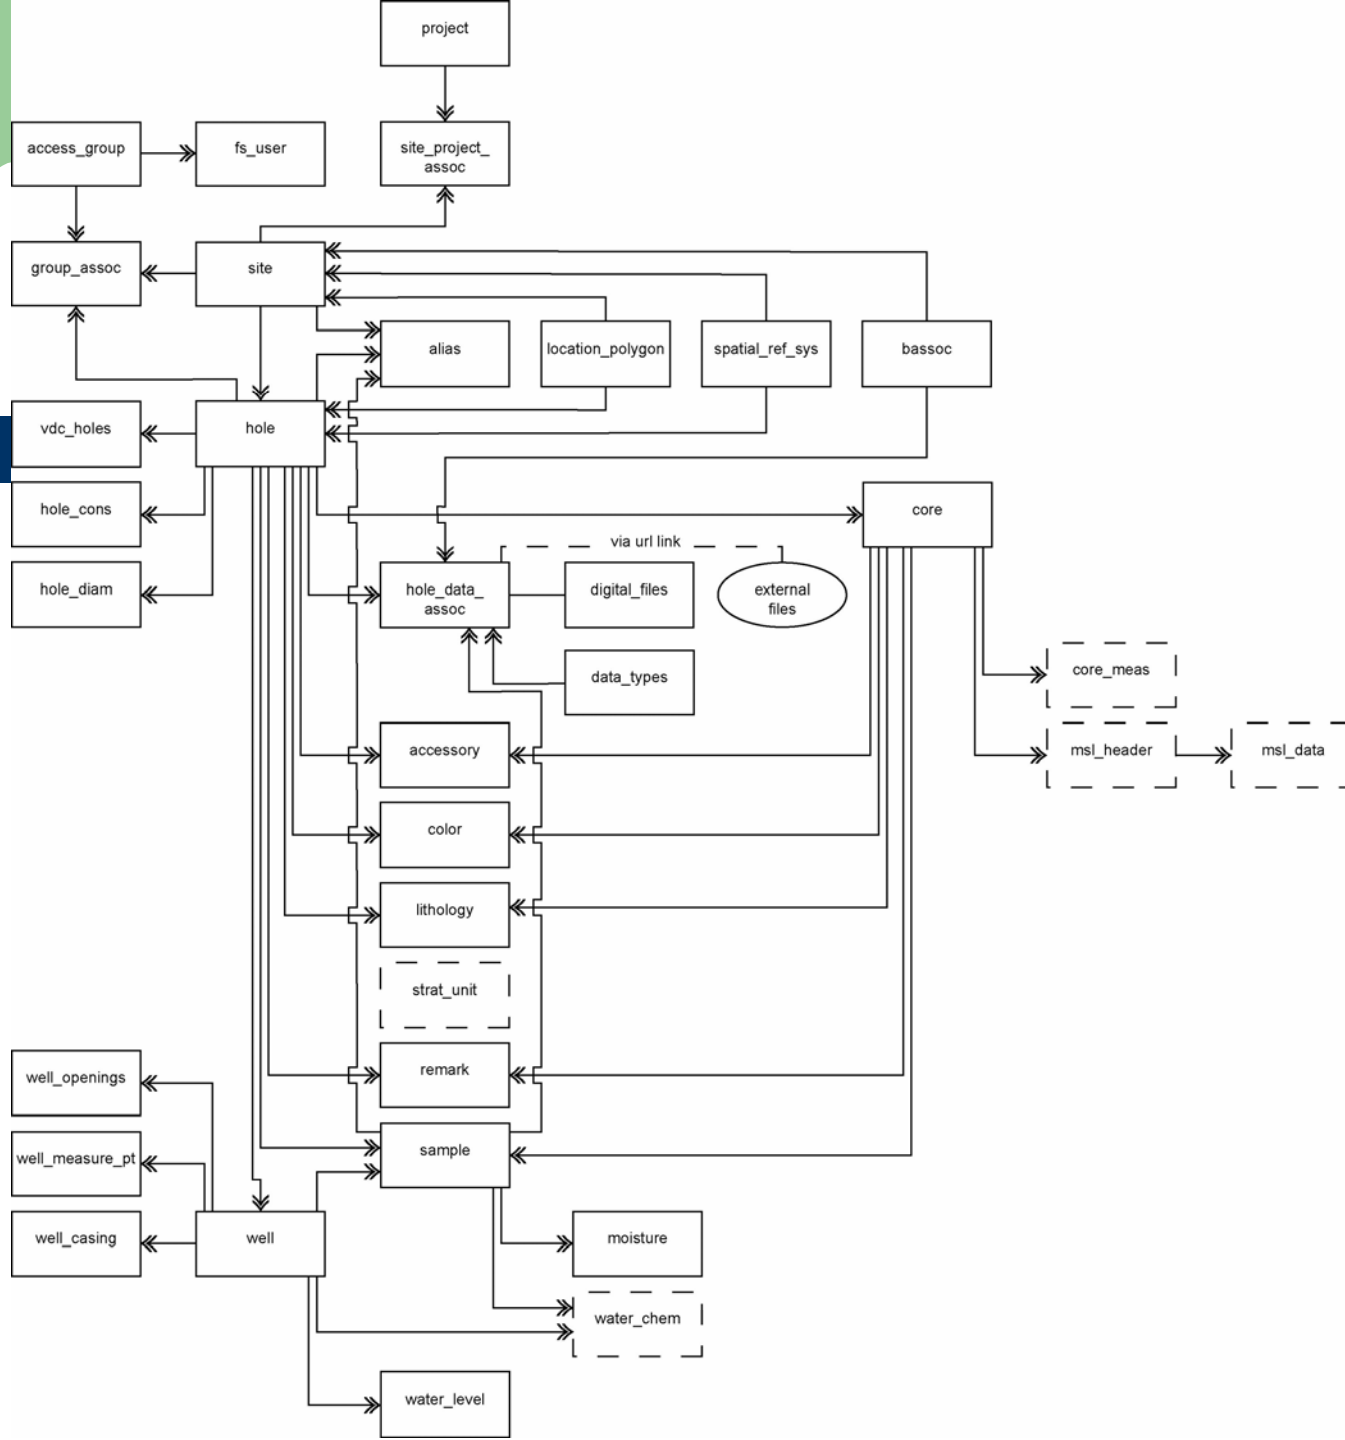 project
access_group
fs_user
site_project_
assoc
group_assoc
site
alias
location_polygon
spatial_ref_sys
bassoc
vdc_holes
hole
hole_cons
core
via url link
hole_diam
hole_data_
assoc
digital_files
external
files
data_types
core_meas
accessory
msl_header
msl_data
color
lithology
strat_unit
well_openings
remark
well_measure_pt
sample
well_casing
well
moisture
water_chem
water_level